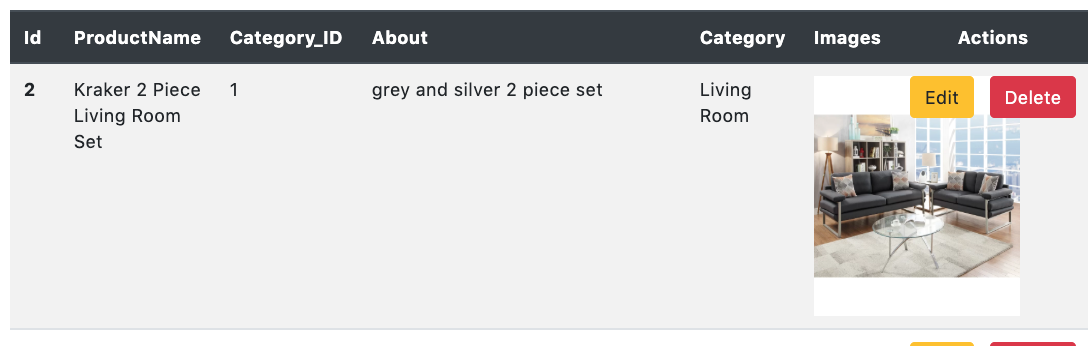 Id ProductName Category_ID About Category Images Actions
2 Kraker 2 Piece 1 grey and silver 2 piece set Living Edit Delete
Living Room Room
Set